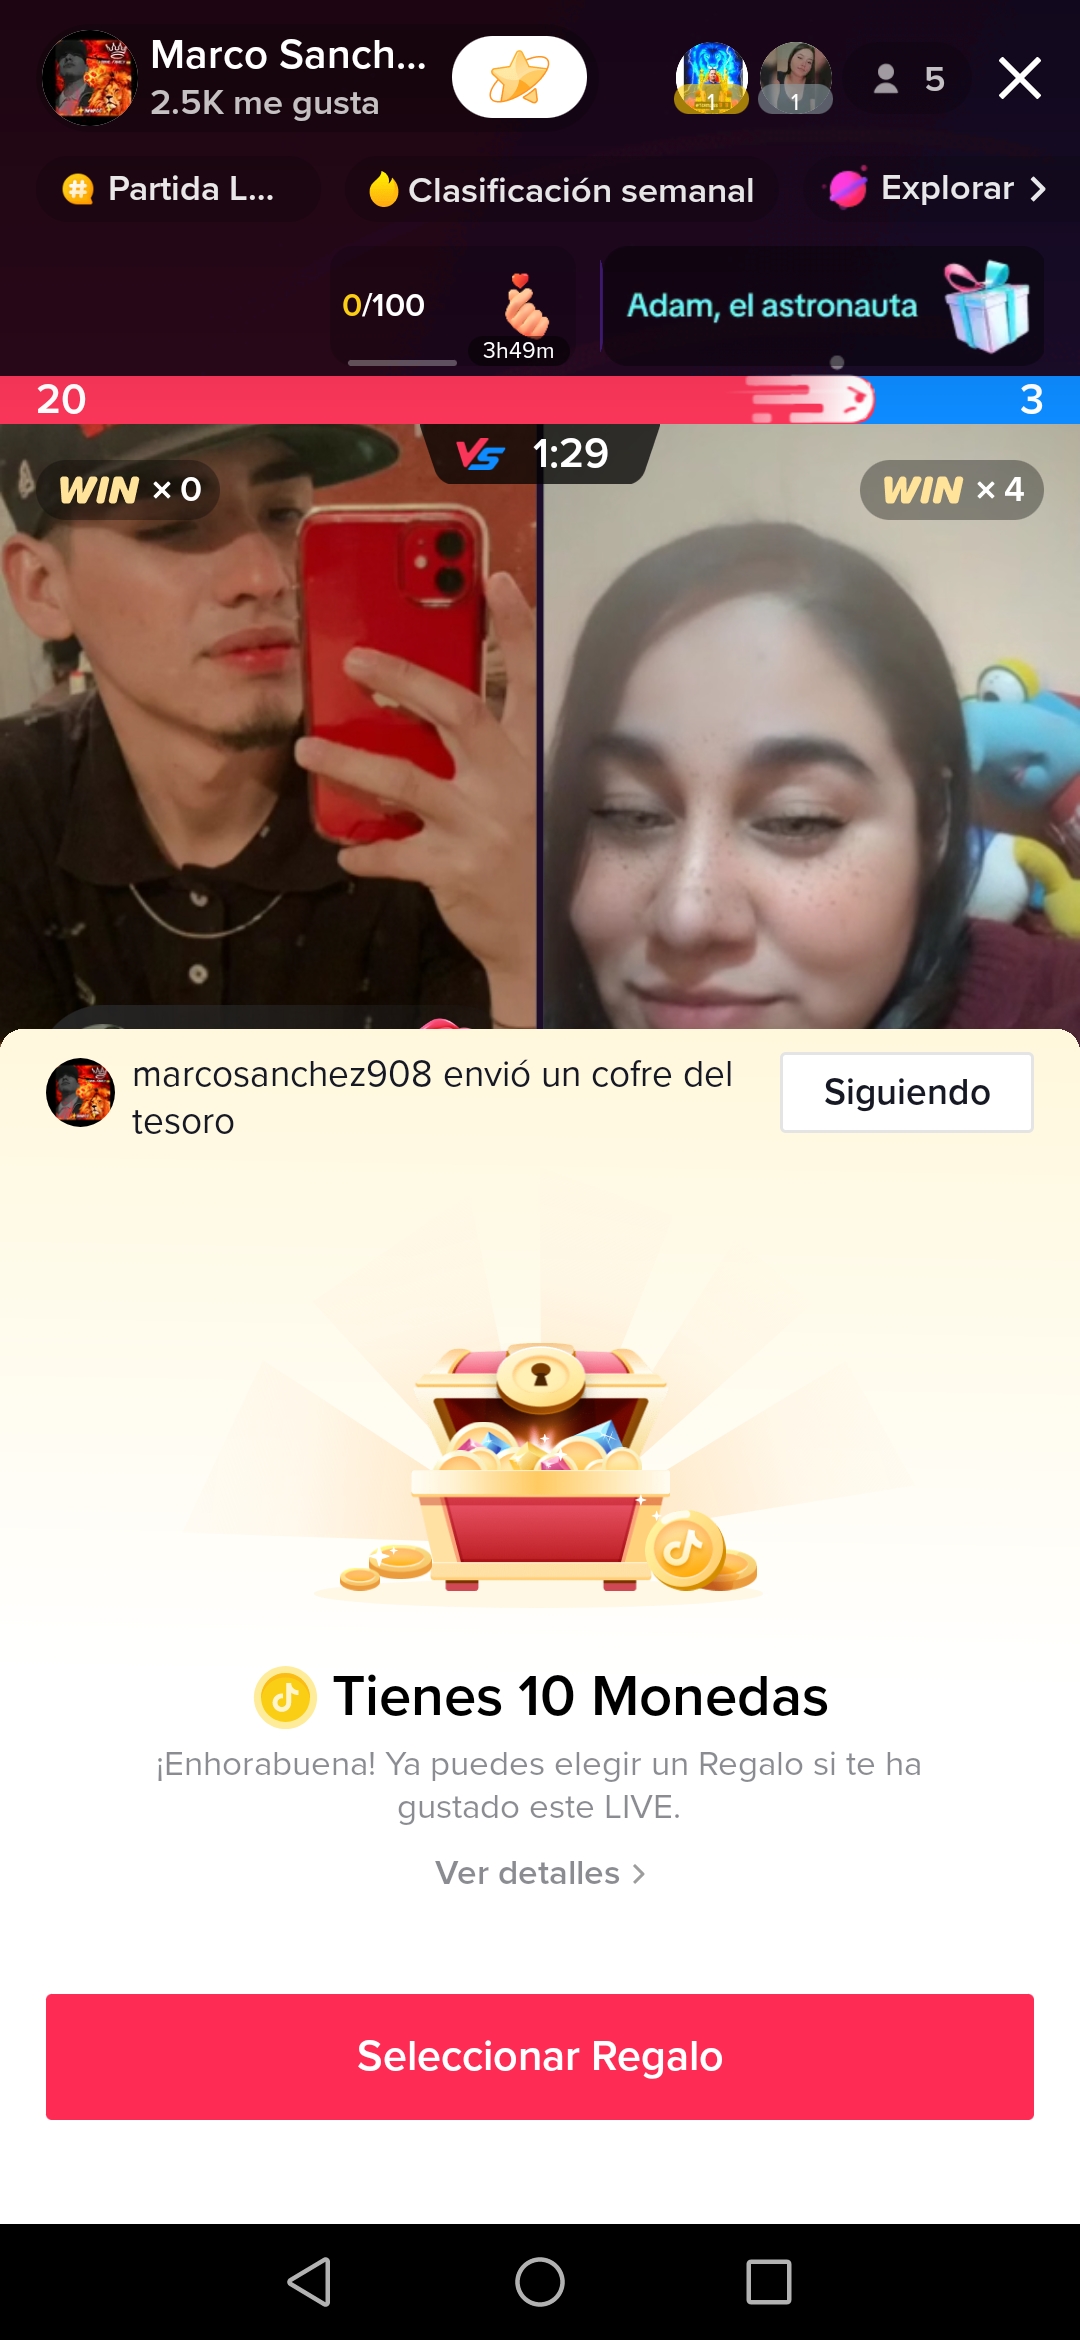 Marco Sanch...
2.5K me gusta
1
1
5
Partida L...
Clasificación semanal
Explorar
0/100
3h49m
Adam, el astronauta
20
3
VS 1:29
WIN × 0
WIN × 4
marcosanchez908 envió un cofre del
tesoro
Siguiendo
Tienes 10 Monedas
¡Enhorabuena! Ya puedes elegir un Regalo si te ha
gustado este LIVE.
Ver detalles
Seleccionar Regalo